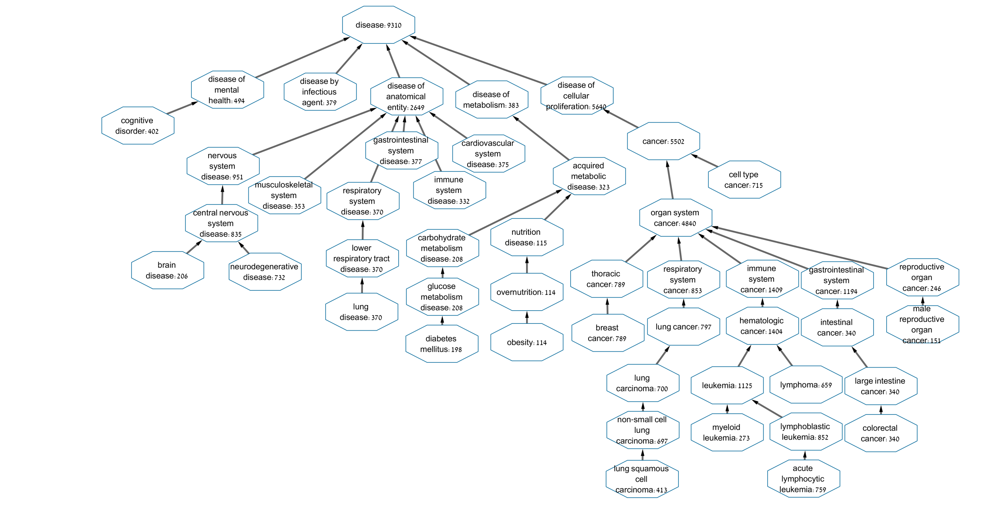 disease: 9310
disease of
mental
health: 494
disease by
infectious
agent: 379
disease of
anatomical
entity: 2649
disease of
metabolism: 383
disease of
cellular
proliferation: 5640
cognitive
disorder: 402
nervous
system
disease: 951
musculoskeletal
system
disease: 353
gastrointestinal
system
disease: 377
respiratory
system
disease: 370
immune
system
disease: 332
cardiovascular
system
disease: 375
acquired
metabolic
disease: 323
cancer: 5502
cell type
cancer: 715
organ system
cancer: 4840
central nervous
system
disease: 835
brain
disease: 206
neurodegenerative
disease: 732
lower
respiratory tract
disease: 370
lung
disease: 370
carbohydrate
metabolism
disease: 208
glucose
metabolism
disease: 208
diabetes
mellitus: 198
nutrition
disease: 115
overnutrition: 114
obesity: 114
thoracic
cancer: 789
respiratory
system
cancer: 853
immune
system
cancer: 1409
gastrointestinal
system
cancer: 1194
reproductive
organ
cancer: 246
breast
cancer: 789
lung cancer: 797
hematologic
cancer: 1404
intestinal
cancer: 340
male
reproductive
organ
cancer: 151
lung
carcinoma: 700
leukemia: 1125
lymphoma: 659
large intestine
cancer: 340
non-small cell
lung
carcinoma: 697
myeloid
leukemia: 273
lymphoblastic
leukemia: 852
colorectal
cancer: 340
lung squamous
cell
carcinoma: 413
acute
lymphocytic
leukemia: 759